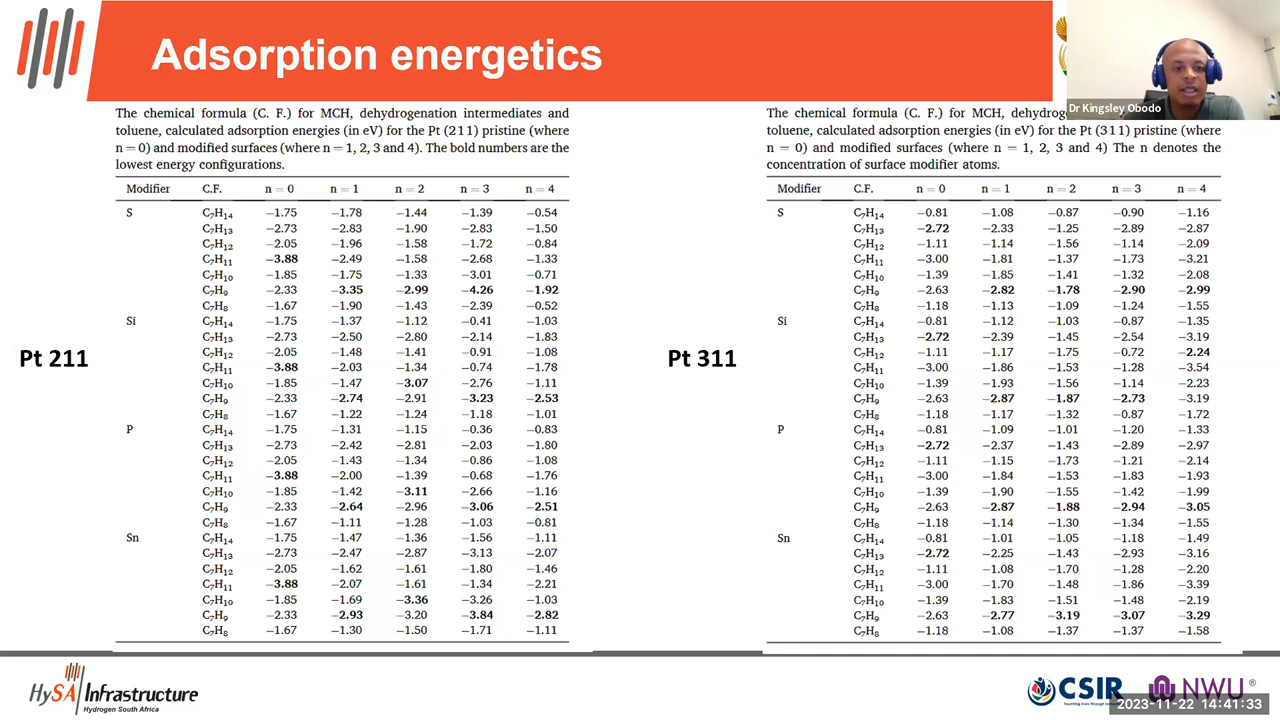 Adsorption energetics
Dr Kingsley Obodo
The chemical formula (C. F.) for MCH, dehydrogenation intermediates and
toluene, calculated adsorption energies (in eV) for the Pt (211) pristine (where
n = 0) and modified surfaces (where n = 1, 2, 3 and 4). The bold numbers are the
lowest energy configurations.
Modifier C.F. n = 0 n = 1 n = 2 n = 3 n = 4
S C₇H₁₄ −1.75 −1.78 −1.44 −1.39 −0.54
C₇H₁₃ −2.73 −2.83 −1.90 −2.83 −1.50
C₇H₁₂ −2.05 −1.96 −1.58 −1.72 −0.84
C₇H₁₁ −3.88 −2.49 −1.58 −2.68 −1.33
C₇H₁₀ −1.85 −1.75 −1.33 −3.01 −0.71
C₇H₉ −2.33 −3.35 −2.99 −4.26 −1.92
C₇H₈ −1.67 −1.90 −1.43 −2.39 −0.52
Si C₇H₁₄ −1.75 −1.37 −1.12 −0.41 −1.03
C₇H₁₃ −2.73 −2.50 −2.80 −2.14 −1.83
C₇H₁₂ −2.05 −1.48 −1.41 −0.91 −1.08
C₇H₁₁ −3.88 −2.03 −1.34 −0.74 −1.78
C₇H₁₀ −1.85 −1.47 −3.07 −2.76 −1.11
C₇H₉ −2.33 −2.74 −2.91 −3.23 −2.53
C₇H₈ −1.67 −1.22 −1.24 −1.18 −1.01
P C₇H₁₄ −1.75 −1.31 −1.15 −0.36 −0.83
C₇H₁₃ −2.73 −2.42 −2.81 −2.03 −1.80
C₇H₁₂ −2.05 −1.43 −1.34 −0.86 −1.08
C₇H₁₁ −3.88 −2.00 −1.39 −0.68 −1.76
C₇H₁₀ −1.85 −1.42 −3.11 −2.66 −1.16
C₇H₉ −2.33 −2.64 −2.96 −3.06 −2.51
C₇H₈ −1.67 −1.11 −1.28 −1.03 −0.81
Sn C₇H₁₄ −1.75 −1.47 −1.36 −1.56 −1.11
C₇H₁₃ −2.73 −2.47 −2.87 −3.13 −2.07
C₇H₁₂ −2.05 −1.62 −1.61 −1.80 −1.46
C₇H₁₁ −3.88 −2.07 −1.61 −1.34 −2.21
C₇H₁₀ −1.85 −1.69 −3.36 −3.26 −1.03
C₇H₉ −2.33 −2.93 −3.20 −3.84 −2.82
C₇H₈ −1.67 −1.30 −1.50 −1.71 −1.11
Pt 211
The chemical formula (C. F.) for MCH, dehydrog
toluene, calculated adsorption energies (in eV) for the Pt (311) pristine (where
n = 0) and modified surfaces (where n = 1, 2, 3 and 4) The n denotes the
concentration of surface modifier atoms.
Modifier C.F. n = 0 n = 1 n = 2 n = 3 n = 4
S C₇H₁₄ −0.81 −1.08 −0.87 −0.90 −1.16
C₇H₁₃ −2.72 −2.33 −1.25 −2.89 −2.87
C₇H₁₂ −1.11 −1.14 −1.56 −1.14 −2.09
C₇H₁₁ −3.00 −1.81 −1.37 −1.73 −3.21
C₇H₁₀ −1.39 −1.85 −1.41 −1.32 −2.08
C₇H₉ −2.63 −2.82 −1.78 −2.90 −2.99
C₇H₈ −1.18 −1.13 −1.09 −1.24 −1.55
Si C₇H₁₄ −0.81 −1.12 −1.03 −0.87 −1.35
C₇H₁₃ −2.72 −2.39 −1.45 −2.54 −3.19
C₇H₁₂ −1.11 −1.17 −1.75 −0.72 −2.24
C₇H₁₁ −3.00 −1.86 −1.53 −1.28 −3.54
C₇H₁₀ −1.39 −1.93 −1.56 −1.14 −2.23
C₇H₉ −2.63 −2.87 −1.87 −2.73 −3.19
C₇H₈ −1.18 −1.17 −1.32 −0.87 −1.72
P C₇H₁₄ −0.81 −1.09 −1.01 −1.20 −1.33
C₇H₁₃ −2.72 −2.37 −1.43 −2.89 −2.97
C₇H₁₂ −1.11 −1.15 −1.73 −1.21 −2.14
C₇H₁₁ −3.00 −1.84 −1.53 −1.83 −1.93
C₇H₁₀ −1.39 −1.90 −1.55 −1.42 −1.99
C₇H₉ −2.63 −2.87 −1.88 −2.94 −3.05
C₇H₈ −1.18 −1.14 −1.30 −1.34 −1.55
Sn C₇H₁₄ −0.81 −1.01 −1.05 −1.18 −1.49
C₇H₁₃ −2.72 −2.25 −1.43 −2.93 −3.16
C₇H₁₂ −1.11 −1.08 −1.70 −1.28 −2.20
C₇H₁₁ −3.00 −1.70 −1.48 −1.86 −3.39
C₇H₁₀ −1.39 −1.83 −1.51 −1.48 −2.19
C₇H₉ −2.63 −2.77 −3.19 −3.07 −3.29
C₇H₈ −1.18 −1.08 −1.37 −1.37 −1.58
Pt 311
HySA Infrastructure
Hydrogen South Africa
CSIR
NWU ®
2023-11-22 14:41:33